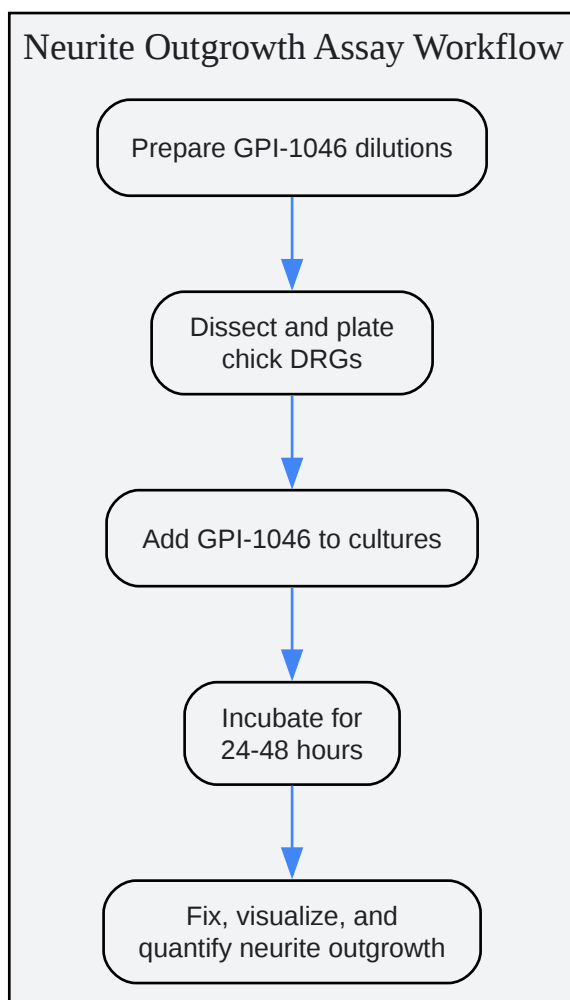 Neurite Outgrowth Assay Workflow
Prepare GPI-1046 dilutions
Dissect and plate
chick DRGs
Add GPI-1046 to cultures
Incubate for
24-48 hours
Fix, visualize, and
quantify neurite outgrowth